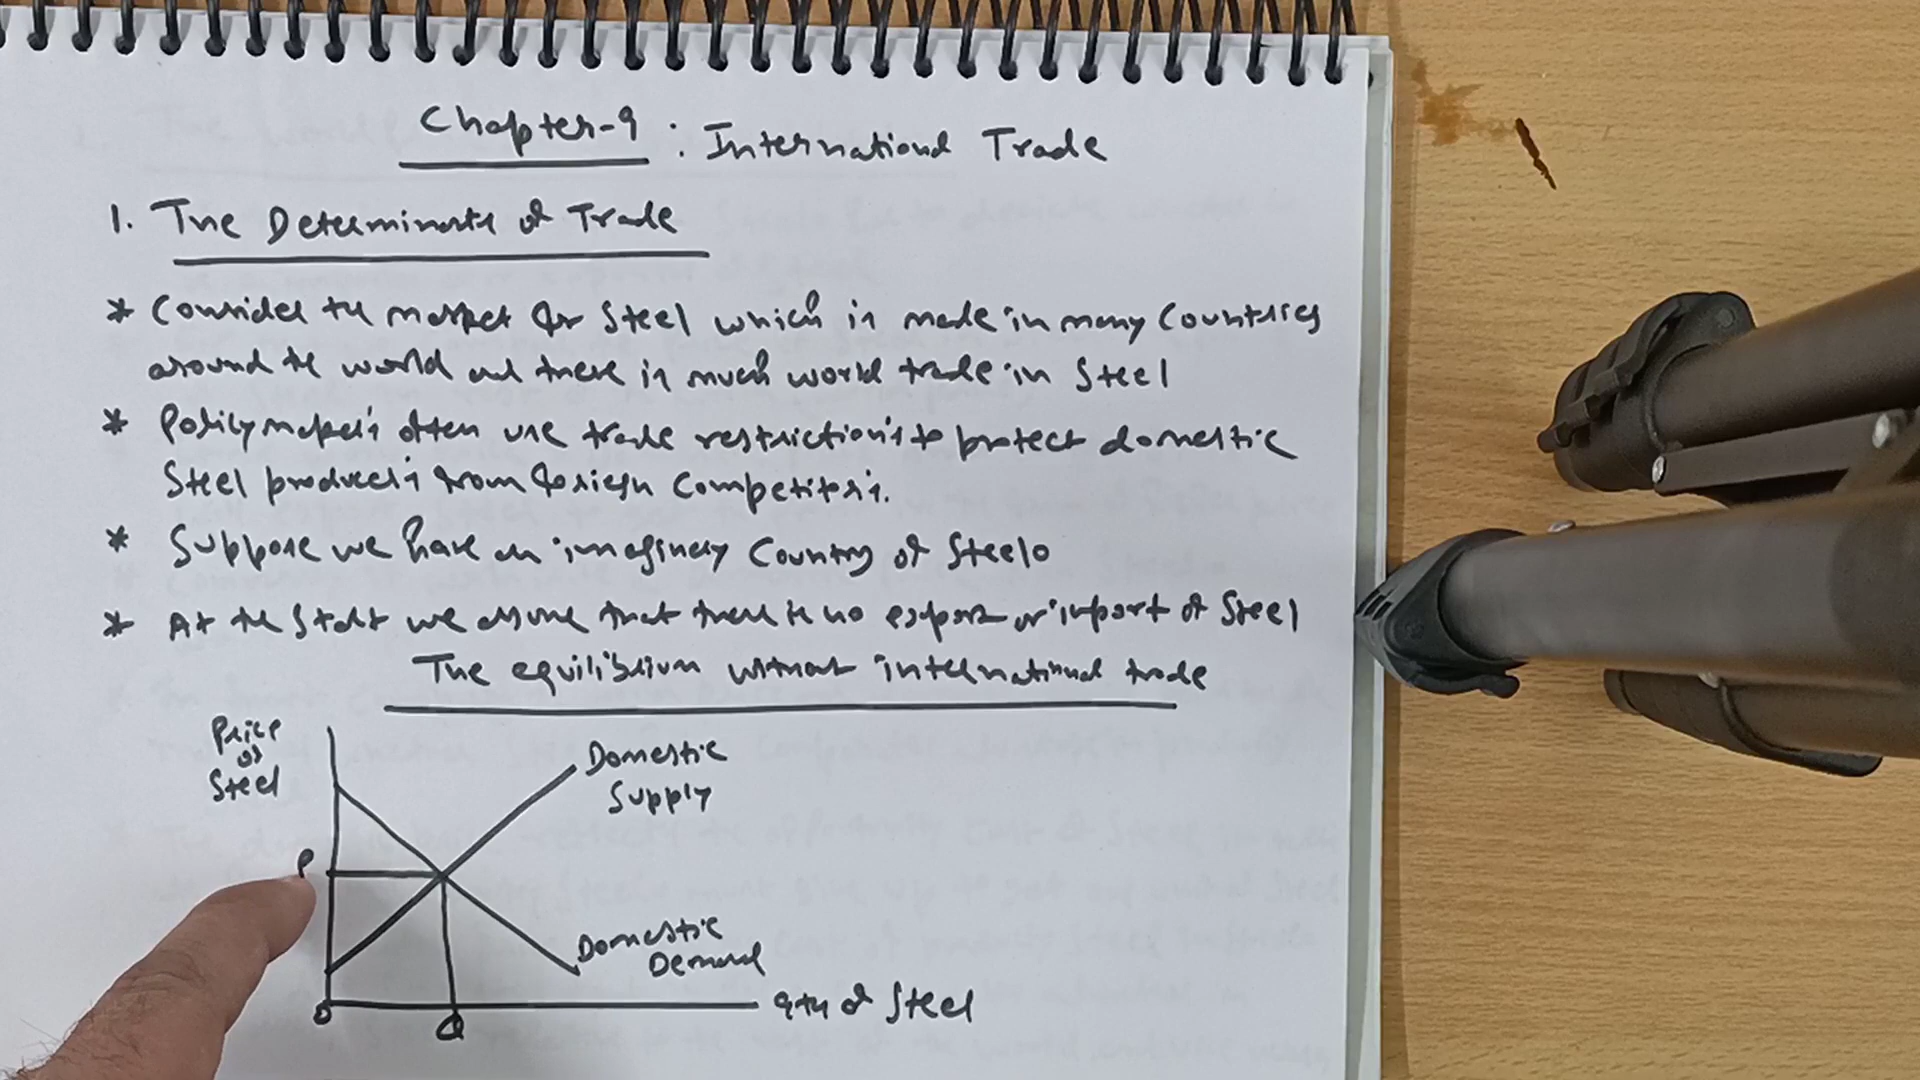 Chapter-9 : International Trade
1. The Determinants of Trade
* Consider the market for Steel which is made in many Countries
around the world and there is much world trade in Steel
* Policymakers often use trade restrictions to protect domestic
Steel producers from foreign Competitors.
* Suppose we have an imaginary Country of Steelo
* At the Start we assume that there is no export or import of Steel
The equilibrium without international trade
Price
of
Steel
Domestic
Supply
P
Domestic
Demand
0
Q
qty of Steel